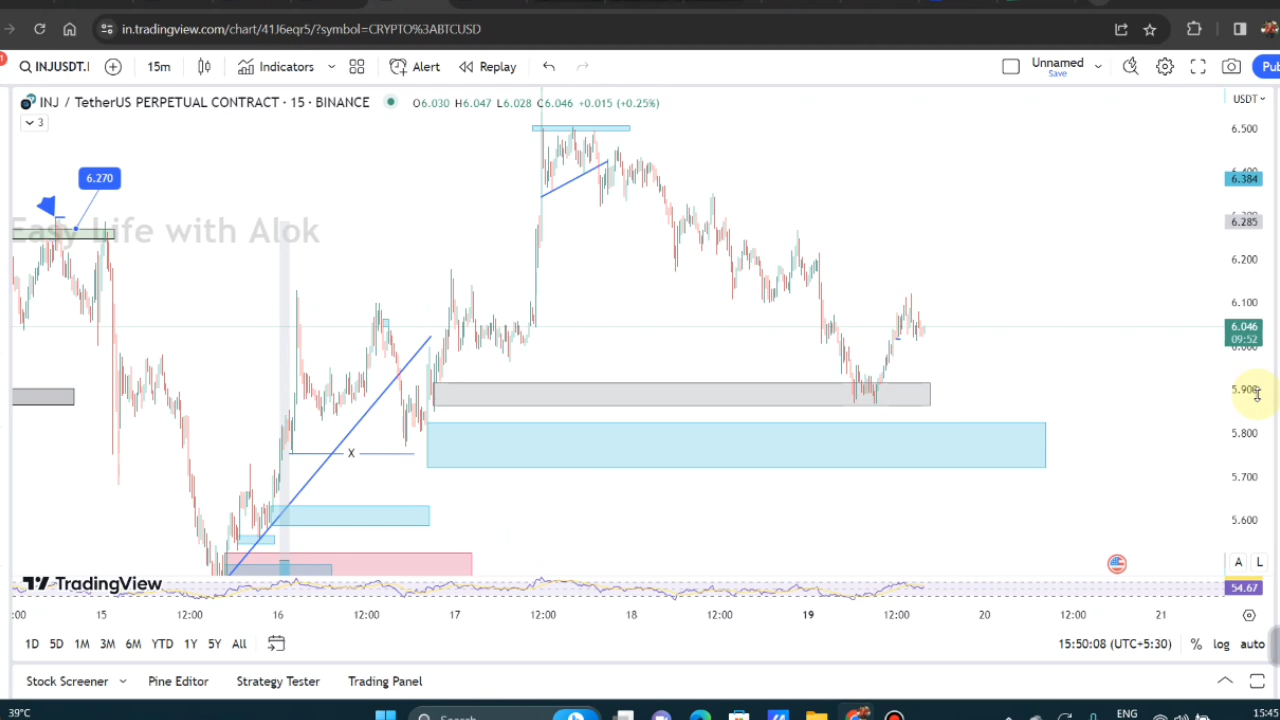 in.tradingview.com/chart/41J6eqr5/?symbol=CRYPTO%3ABTCUSD
INJUSDT.I 15m Indicators Alert Replay Unnamed Save Pu
INJ / TetherUS PERPETUAL CONTRACT · 15 · BINANCE O6.030 H6.047 L6.028 C6.046 +0.015 (+0.25%) USDT
3
6.500
6.270
6.384
6.285
Easy Life with Alok
6.200
6.100
6.046
09:52
6.000
5.900
5.800
X
5.700
5.600
A L
TradingView
54.67
:00 15 12:00 16 12:00 17 12:00 18 12:00 19 12:00 20 12:00 21
1D 5D 1M 3M 6M YTD 1Y 5Y All 15:50:08 (UTC+5:30) % log auto
Stock Screener Pine Editor Strategy Tester Trading Panel
39°C Search ENG 15:45